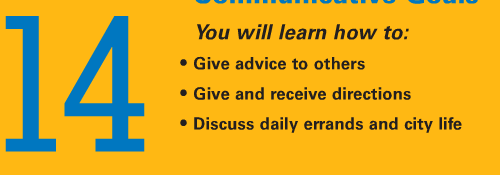 Communicative Goals
14
You will learn how to:
• Give advice to others
• Give and receive directions
• Discuss daily errands and city life